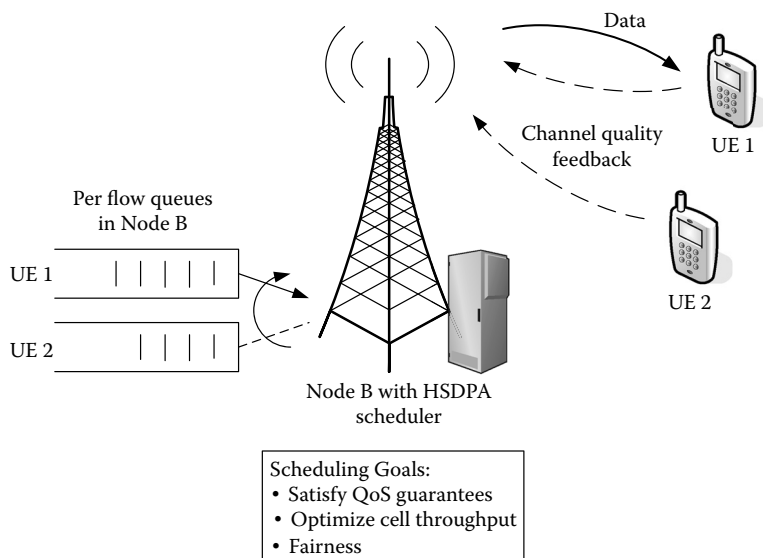 Data
UE 1
Channel quality
feedback
UE 2
Per flow queues
in Node B
UE 1
UE 2
Node B with HSDPA
scheduler
Scheduling Goals:
• Satisfy QoS guarantees
• Optimize cell throughput
• Fairness